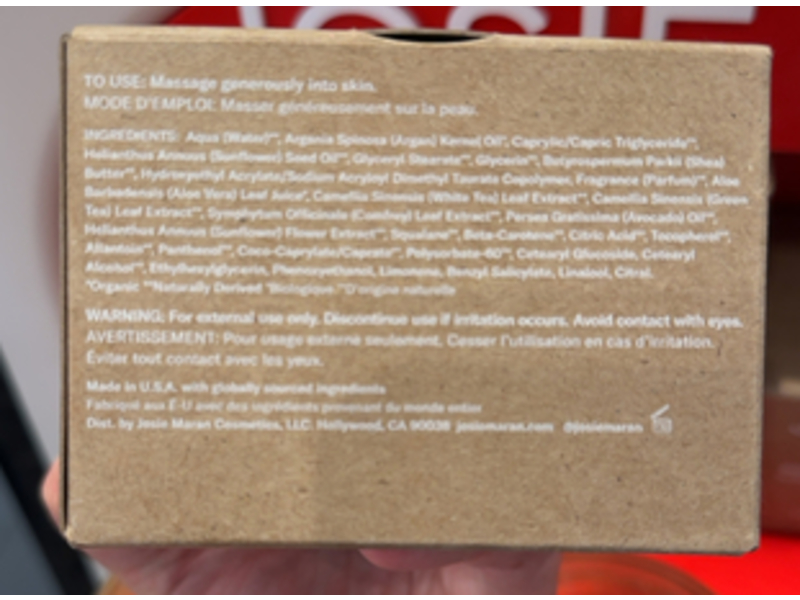 OSIE
TO USE: Massage generously into skin.
MODE D'EMPLOI: Masser généreusement sur la peau.
INGREDIENTS: Aqua (Water)**, Argania Spinosa (Argan) Kernel Oil*, Caprylic/Capric Triglyceride**,
Helianthus Annuus (Sunflower) Seed Oil**, Glyceryl Stearate**, Glycerin**, Butyrospermum Parkii (Shea)
Butter**, Hydroxyethyl Acrylate/Sodium Acryloyl Dimethyl Taurate Copolymer, Fragrance (Parfum)**, Aloe
Barbadensis (Aloe Vera) Leaf Juice*, Camellia Sinensis (White Tea) Leaf Extract**, Camellia Sinensis (Green
Tea) Leaf Extract**, Symphytum Officinale (Comfrey) Leaf Extract**, Persea Gratissima (Avocado) Oil**,
Helianthus Annuus (Sunflower) Flower Extract**, Squalane**, Beta-Carotene**, Citric Acid**, Tocopherol**,
Allantoin**, Panthenol**, Coco-Caprylate/Caprate**, Polysorbate-60**, Cetearyl Glucoside, Cetearyl
Alcohol**, Ethylhexylglycerin, Phenoxyethanol, Limonene, Benzyl Salicylate, Linalool, Citral.
*Organic **Naturally Derived *Biologique **D'origine naturelle
WARNING: For external use only. Discontinue use if irritation occurs. Avoid contact with eyes.
AVERTISSEMENT: Pour usage externe seulement. Cesser l'utilisation en cas d'irritation.
Éviter tout contact avec les yeux.
Made in U.S.A. with globally sourced ingredients
Fabriqué aux É-U avec des ingrédients provenant du monde entier
Dist. by Josie Maran Cosmetics, LLC. Hollywood, CA 90038 josiemaran.com @josiemaran